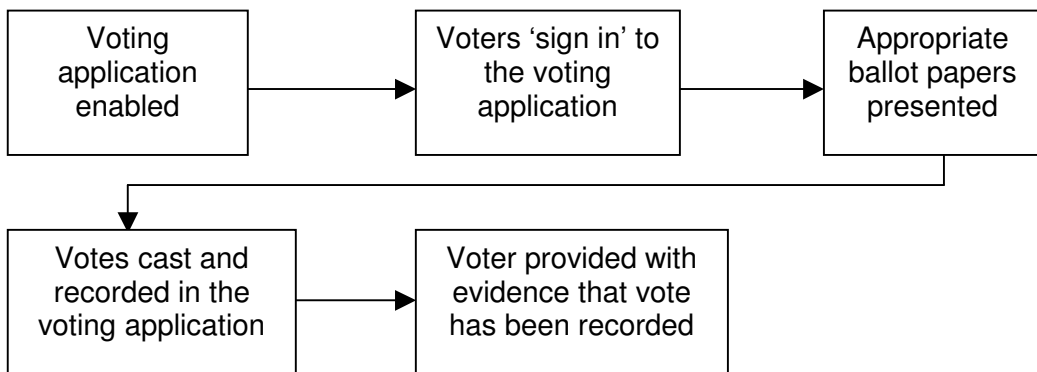 Voting
application
enabled
Voters ‘sign in’ to
the voting
application
Appropriate
ballot papers
presented
Votes cast and
recorded in the
voting application
Voter provided with
evidence that vote
has been recorded